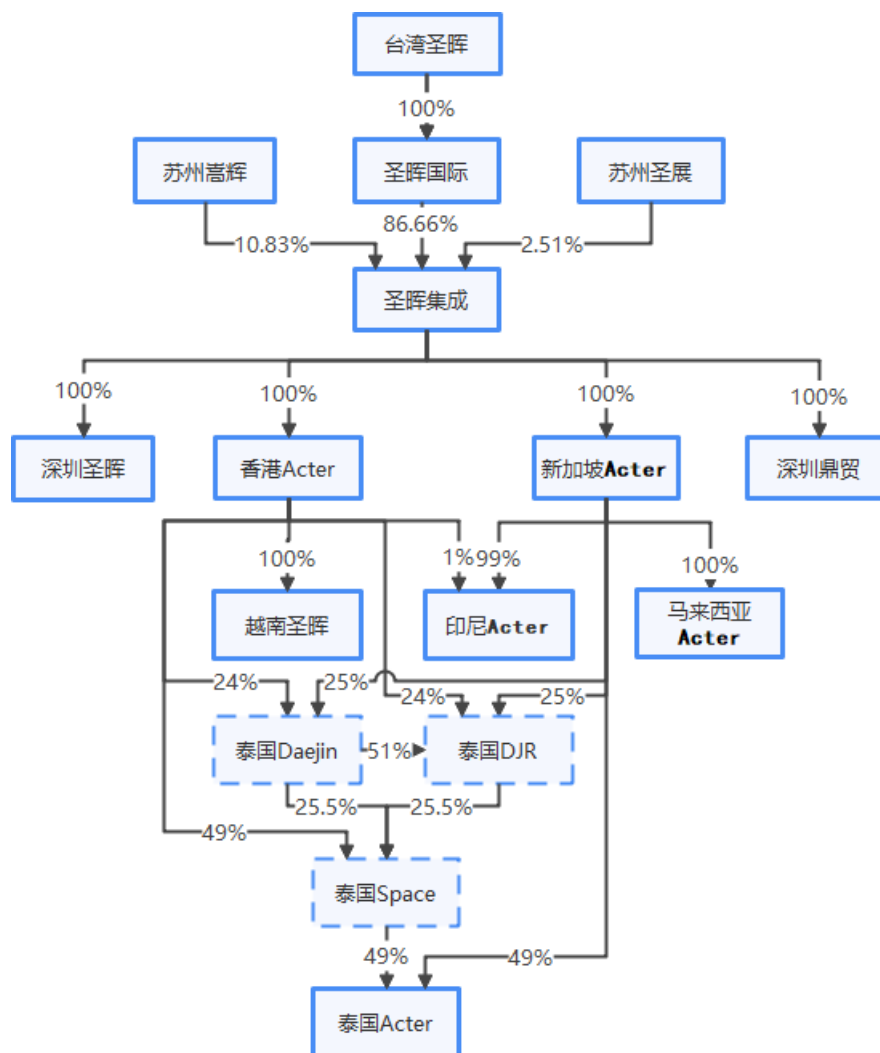 台湾圣晖
100%
苏州嵩辉
圣晖国际
苏州圣展
10.83%
86.66%
2.51%
圣晖集成
100%
100%
100%
100%
深圳圣晖
香港Acter
新加坡Acter
深圳鼎贸
100%
1%
99%
100%
越南圣晖
印尼Acter
马来西亚
Acter
24%
25%
24%
25%
泰国Daejin
51%
泰国DJR
25.5%
25.5%
49%
泰国Space
49%
49%
泰国Acter